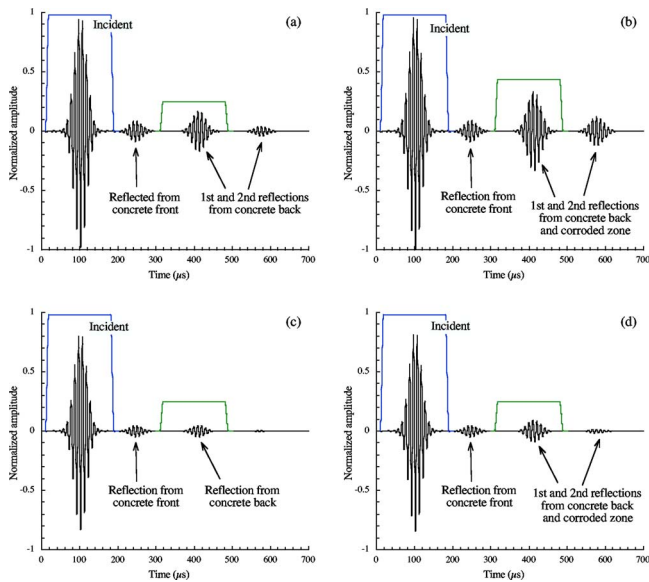 (a)
Incident
Normalized amplitude
1
0.5
0
0.5
-1
Reflected from
concrete front
1st and 2nd reflections
from concrete back
0 100 200 300 400 500 600 700
Time (µs)
(b)
Incident
Normalized amplitude
1
0.5
0
0.5
-1
Reflection from
concrete front
1st and 2nd reflections
from concrete back
and corroded zone
0 100 200 300 400 500 600 700
Time (µs)
(c)
Incident
Normalized amplitude
1
0.5
0
-0.5
-1
Reflection from
concrete front
Reflection from
concrete back
0 100 200 300 400 500 600 700
Time (µs)
(d)
Incident
Normalized amplitude
1
0.5
0
-0.5
-1
Reflection from
concrete front
1st and 2nd reflections
from concrete back
and corroded zone
0 100 200 300 400 500 600 700
Time (µs)